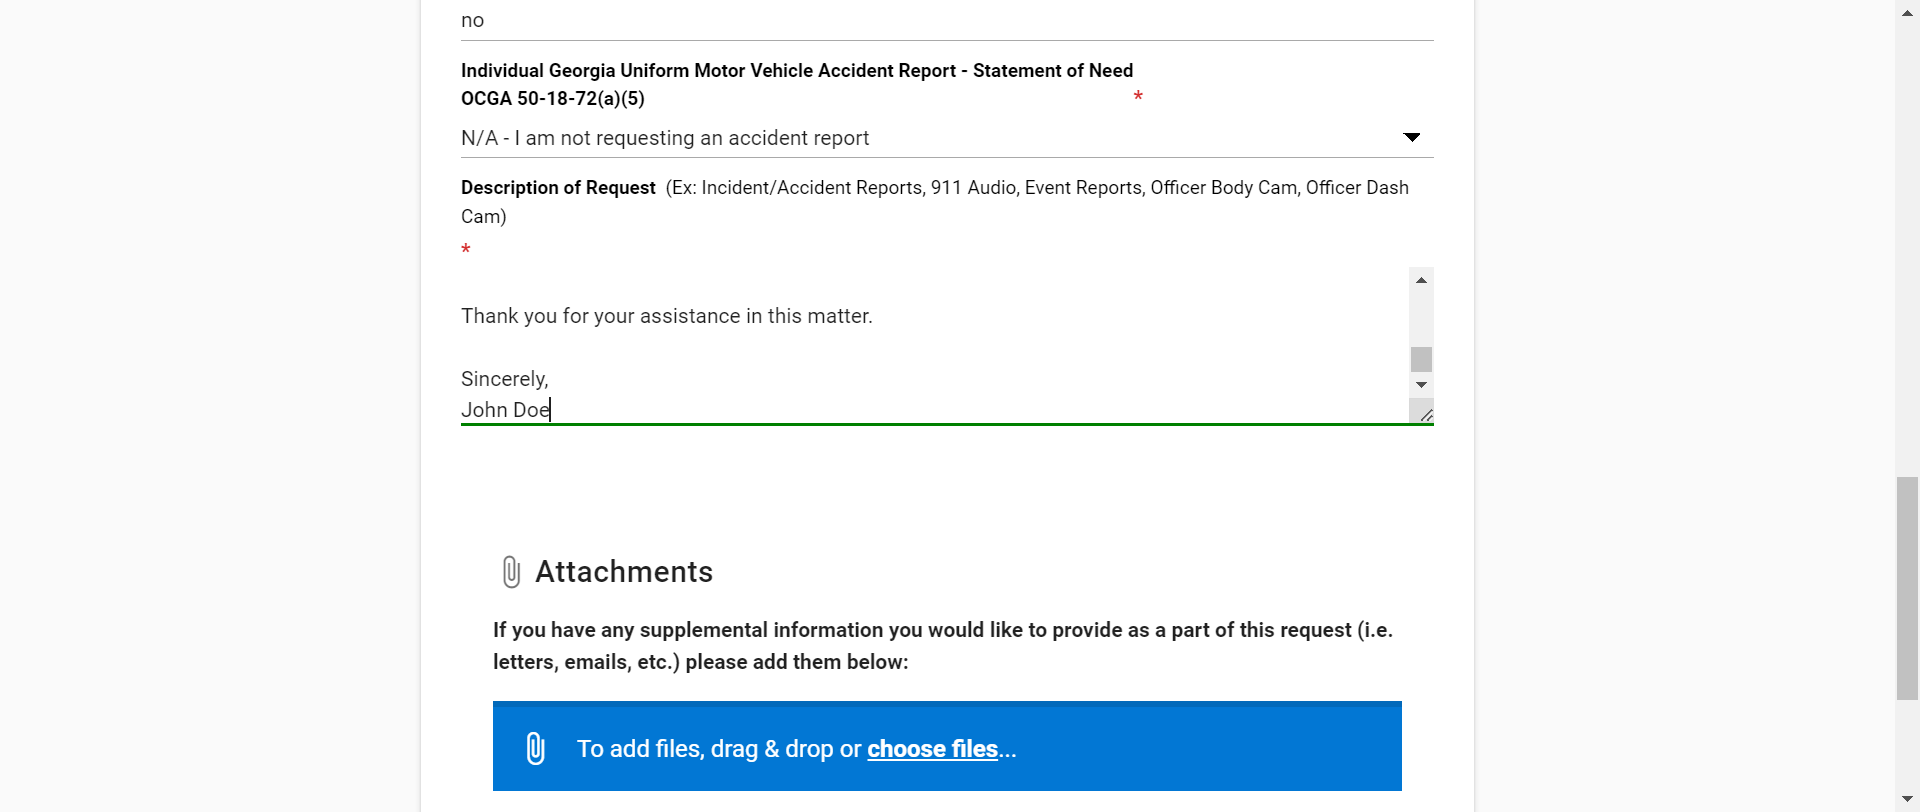 no
Individual Georgia Uniform Motor Vehicle Accident Report - Statement of Need
OCGA 50-18-72(a)(5)
*
N/A - I am not requesting an accident report
Description of Request (Ex: Incident/Accident Reports, 911 Audio, Event Reports, Officer Body Cam, Officer Dash
Cam)
*
Thank you for your assistance in this matter.
Sincerely,
John Doe
Attachments
If you have any supplemental information you would like to provide as a part of this request (i.e.
letters, emails, etc.) please add them below:
To add files, drag & drop or choose files...